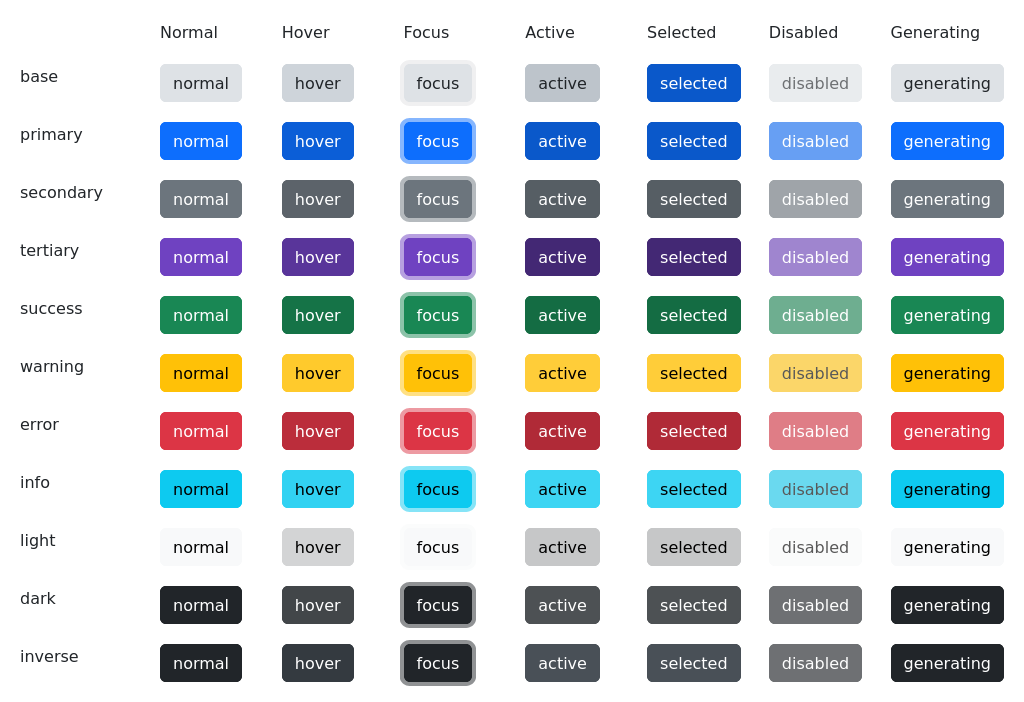 Normal Hover Focus Active Selected Disabled Generating
base normal hover focus active selected disabled generating
primary normal hover focus active selected disabled generating
secondary normal hover focus active selected disabled generating
tertiary normal hover focus active selected disabled generating
success normal hover focus active selected disabled generating
warning normal hover focus active selected disabled generating
error normal hover focus active selected disabled generating
info normal hover focus active selected disabled generating
light normal hover focus active selected disabled generating
dark normal hover focus active selected disabled generating
inverse normal hover focus active selected disabled generating